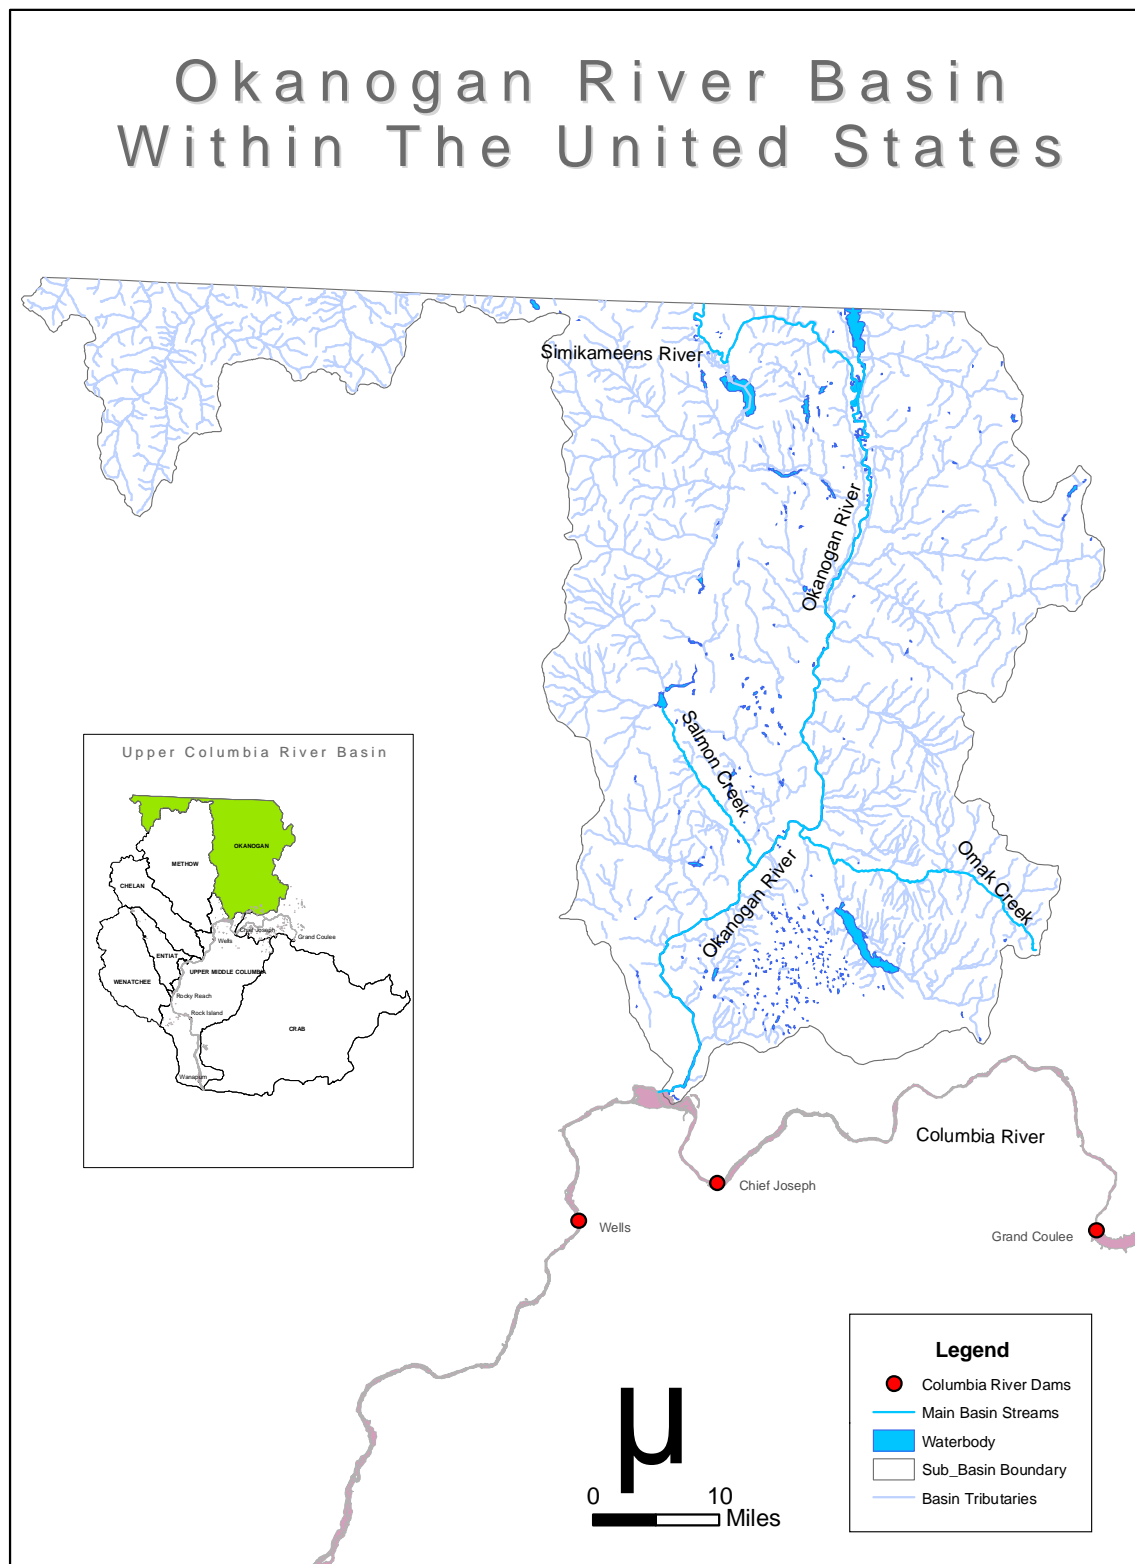 Okanogan River Basin
Within The United States
Simikameens River
Okanogan River
Salmon Creek
Okanogan River
Omak Creek
Upper Columbia River Basin
OKANOGAN
METHOW
CHELAN
Chief Joseph
Wells
Grand Coulee
ENTIAT
UPPER MIDDLE COLUMBIA
WENATCHEE
Rocky Reach
Rock Island
CRAB
Wanapum
Columbia River
Chief Joseph
Wells
Grand Coulee
Legend
Columbia River Dams
Main Basin Streams
Waterbody
Sub_Basin Boundary
Basin Tributaries
µ
0 10
Miles